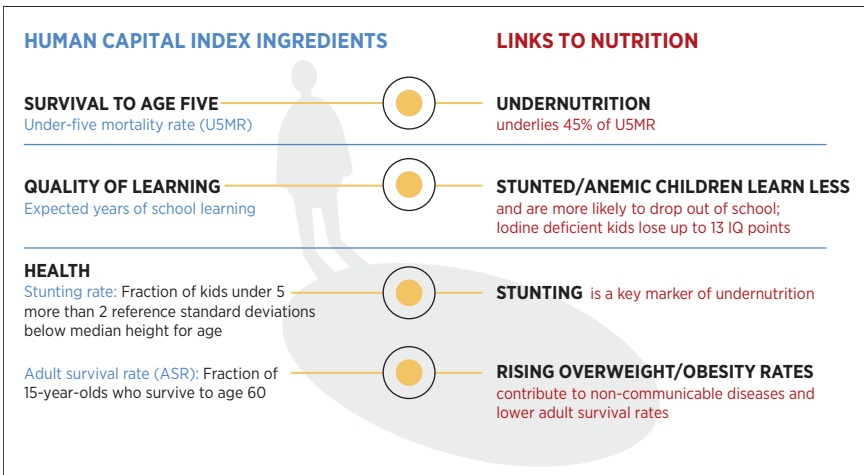 HUMAN CAPITAL INDEX INGREDIENTS
LINKS TO NUTRITION
SURVIVAL TO AGE FIVE
Under-five mortality rate (U5MR)
UNDERNUTRITION
underlies 45% of U5MR
QUALITY OF LEARNING
Expected years of school learning
STUNTED/ANEMIC CHILDREN LEARN LESS
and are more likely to drop out of school;
Iodine deficient kids lose up to 13 IQ points
HEALTH
Stunting rate: Fraction of kids under 5
more than 2 reference standard deviations
below median height for age
STUNTING is a key marker of undernutrition
Adult survival rate (ASR): Fraction of
15-year-olds who survive to age 60
RISING OVERWEIGHT/OBESITY RATES
contribute to non-communicable diseases and
lower adult survival rates